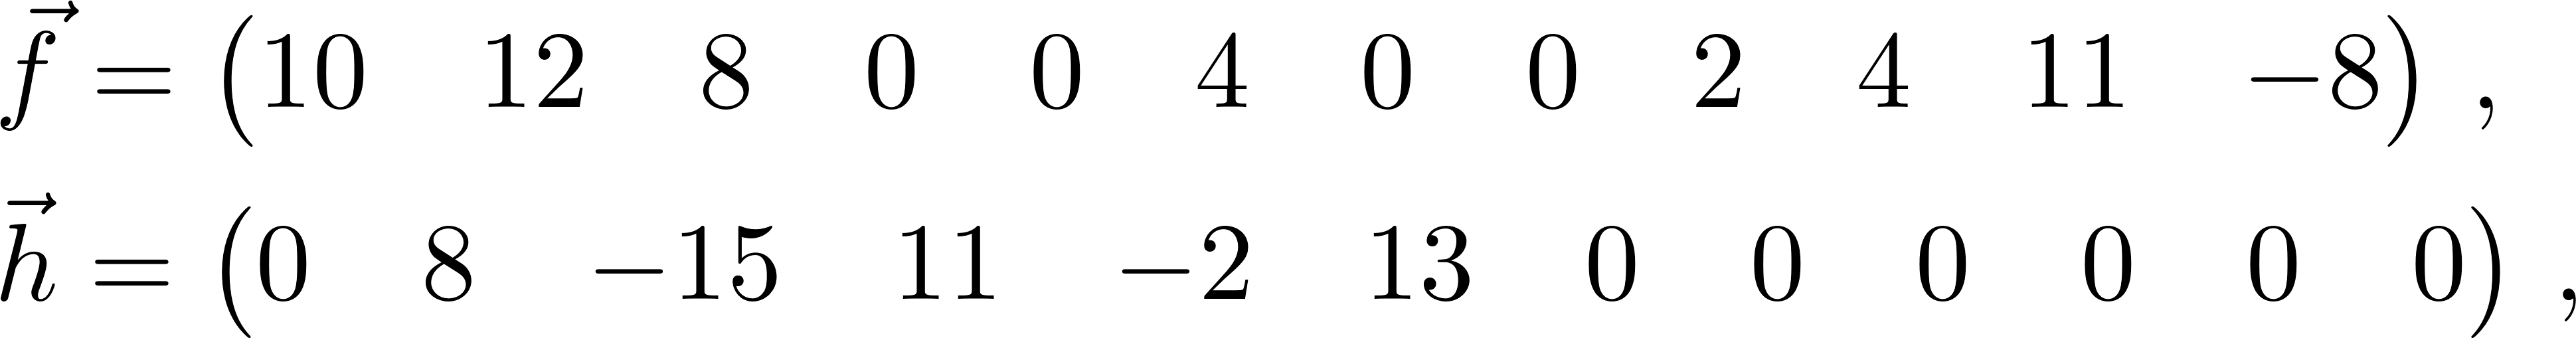 f⃗ = (10 12 8 0 0 4 0 0 2 4 11 −8) ,
h⃗ = (0 8 −15 11 −2 13 0 0 0 0 0 0) ,